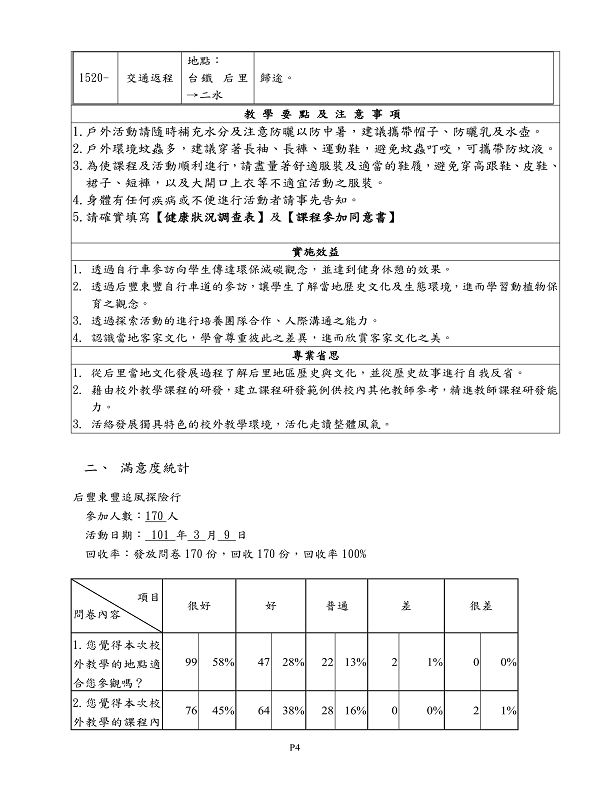 地點：
1520- 交通返程 台鐵 后里 歸途。
→二水
教 學 要 點 及 注 意 事 項
1.戶外活動請隨時補充水分及注意防曬以防中暑，建議攜帶帽子、防曬乳及水壺。
2.戶外環境蚊蟲多，建議穿著長袖、長褲、運動鞋，避免蚊蟲叮咬，可攜帶防蚊液。
3.為使課程及活動順利進行，請盡量著舒適服裝及適當的鞋履，避免穿高跟鞋、皮鞋、
裙子、短褲，以及大開口上衣等不適宜活動之服裝。
4.身體有任何疾病或不便進行活動者請事先告知。
5.請確實填寫【健康狀況調查表】及【課程參加同意書】
實施效益
1. 透過自行車參訪向學生傳達環保減碳觀念，並達到健身休憩的效果。
2. 透過后豐東豐自行車道的參訪，讓學生了解當地歷史文化及生態環境，進而學習動植物保
育之觀念。
3. 透過探索活動的進行培養團隊合作、人際溝通之能力。
4. 認識當地客家文化，學會尊重彼此之差異，進而欣賞客家文化之美。
專業省思
1. 從后里當地文化發展過程了解后里地區歷史與文化，並從歷史故事進行自我反省。
2. 藉由校外教學課程的研發，建立課程研發範例供校內其他教師參考，精進教師課程研發能
力。
3. 活絡發展獨具特色的校外教學環境，活化走讀整體風氣。
二、 滿意度統計
后豐東豐追風探險行
參加人數：170 人
活動日期： 101 年 3 月 9 日
回收率：發放問卷 170 份，回收 170 份，回收率 100%
項目
問卷內容 很好 好 普通 差 很差
1.您覺得本次校
外教學的地點適 99 58% 47 28% 22 13% 2 1% 0 0%
合您參觀嗎？
2.您覺得本次校
外教學的課程內 76 45% 64 38% 28 16% 0 0% 2 1%
P4